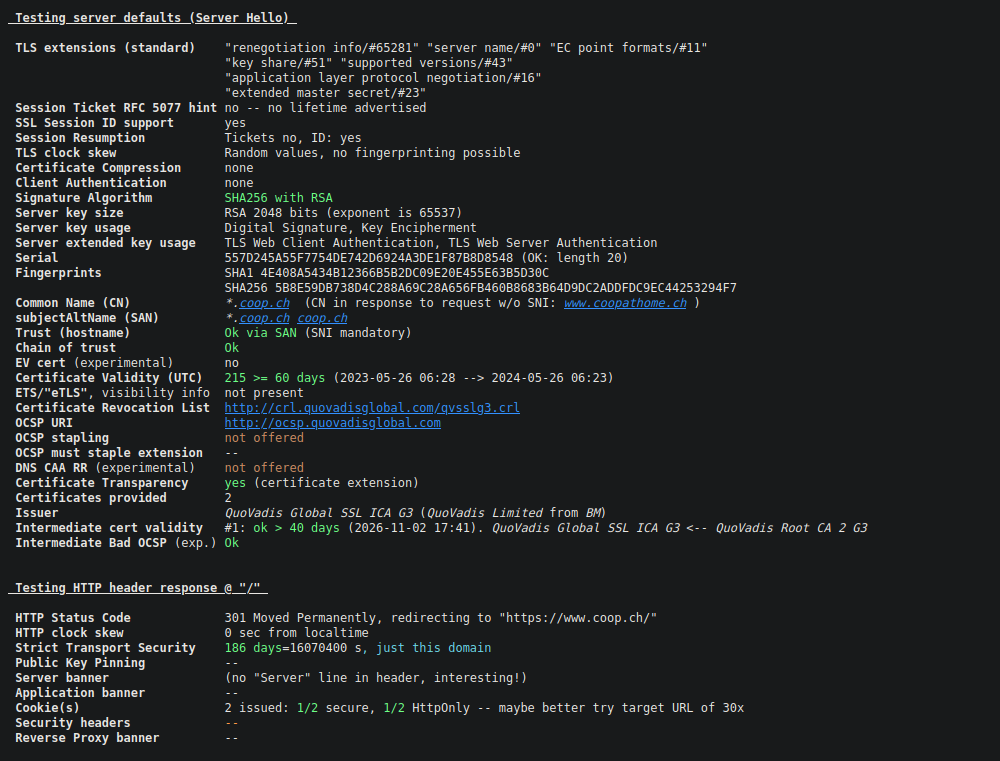 Testing server defaults (Server Hello)
TLS extensions (standard) "renegotiation info/#65281" "server name/#0" "EC point formats/#11"
"key share/#51" "supported versions/#43"
"application layer protocol negotiation/#16"
"extended master secret/#23"
Session Ticket RFC 5077 hint no -- no lifetime advertised
SSL Session ID support yes
Session Resumption Tickets no, ID: yes
TLS clock skew Random values, no fingerprinting possible
Certificate Compression none
Client Authentication none
Signature Algorithm SHA256 with RSA
Server key size RSA 2048 bits (exponent is 65537)
Server key usage Digital Signature, Key Encipherment
Server extended key usage TLS Web Client Authentication, TLS Web Server Authentication
Serial 557D245A55F7754DE742D6924A3DE1F87B8D8548 (OK: length 20)
Fingerprints SHA1 4E408A5434B12366B5B2DC09E20E455E63B5D30C
SHA256 5B8E59DB738D4C288A69C28A656FB460B8683B64D9DC2ADDFDC9EC44253294F7
Common Name (CN) *.coop.ch (CN in response to request w/o SNI: www.coopathome.ch )
subjectAltName (SAN) *.coop.ch coop.ch
Trust (hostname) Ok via SAN (SNI mandatory)
Chain of trust Ok
EV cert (experimental) no
Certificate Validity (UTC) 215 >= 60 days (2023-05-26 06:28 --> 2024-05-26 06:23)
ETS/"eTLS", visibility info not present
Certificate Revocation List http://crl.quovadisglobal.com/qvsslg3.crl
OCSP URI http://ocsp.quovadisglobal.com
OCSP stapling not offered
OCSP must staple extension --
DNS CAA RR (experimental) not offered
Certificate Transparency yes (certificate extension)
Certificates provided 2
Issuer QuoVadis Global SSL ICA G3 (QuoVadis Limited from BM)
Intermediate cert validity #1: ok > 40 days (2026-11-02 17:41). QuoVadis Global SSL ICA G3 <-- QuoVadis Root CA 2 G3
Intermediate Bad OCSP (exp.) Ok
Testing HTTP header response @ "/"
HTTP Status Code 301 Moved Permanently, redirecting to "https://www.coop.ch/"
HTTP clock skew 0 sec from localtime
Strict Transport Security 186 days=16070400 s, just this domain
Public Key Pinning --
Server banner (no "Server" line in header, interesting!)
Application banner --
Cookie(s) 2 issued: 1/2 secure, 1/2 HttpOnly -- maybe better try target URL of 30x
Security headers --
Reverse Proxy banner --